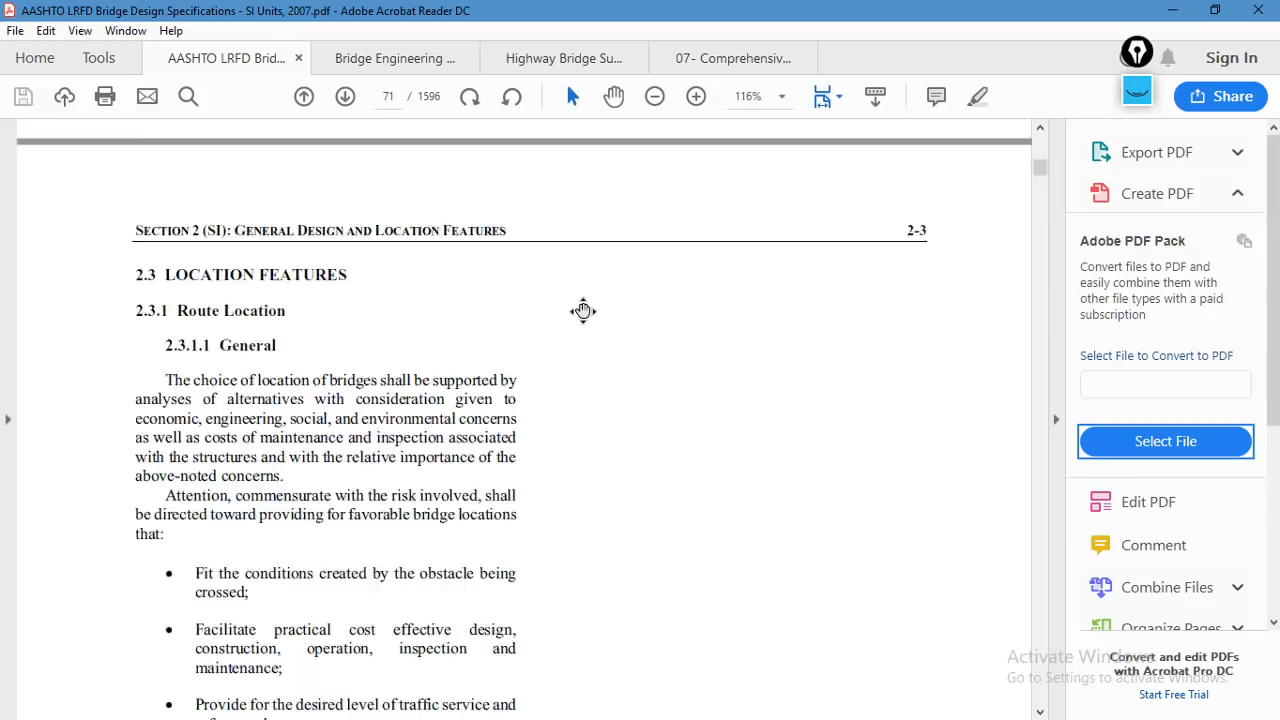 AASHTO LRFD Bridge Design Specifications - SI Units, 2007.pdf - Adobe Acrobat Reader DC
File Edit View Window Help
Home Tools AASHTO LRFD Brid... × Bridge Engineering ... Highway Bridge Su... 07- Comprehensiv... Sign In
71 / 1596 116% Share
Export PDF
Create PDF
Adobe PDF Pack
Convert files to PDF and
easily combine them with
other file types with a paid
subscription
Select File to Convert to PDF
Select File
Edit PDF
Comment
Combine Files
Organize Pages
Convert and edit PDFs
with Acrobat Pro DC
Start Free Trial
Activate Windows
Go to Settings to activate Windows.
SECTION 2 (SI): GENERAL DESIGN AND LOCATION FEATURES 2-3
2.3 LOCATION FEATURES
2.3.1 Route Location
2.3.1.1 General
The choice of location of bridges shall be supported by
analyses of alternatives with consideration given to
economic, engineering, social, and environmental concerns
as well as costs of maintenance and inspection associated
with the structures and with the relative importance of the
above-noted concerns.
Attention, commensurate with the risk involved, shall
be directed toward providing for favorable bridge locations
that:
• Fit the conditions created by the obstacle being
crossed;
• Facilitate practical cost effective design,
construction, operation, inspection and
maintenance;
• Provide for the desired level of traffic service and